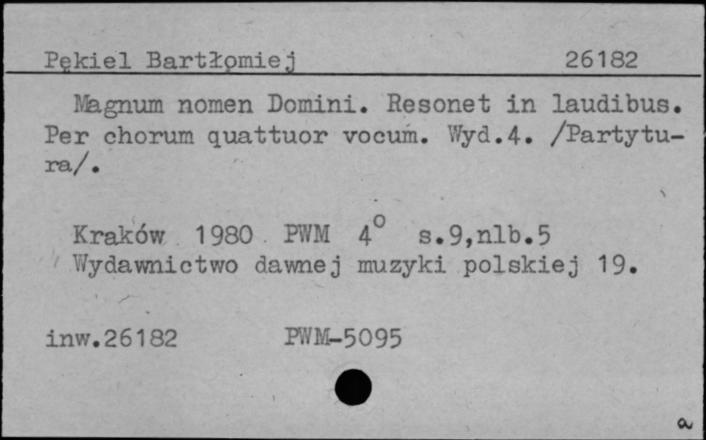 Pękiel Bartłomiej 26182
Magnum nomen Domini. Resonet in laudibus.
Per chorum quattuor vocum. Wyd.4. /Partytu-
ra/.
Kraków 1980 PWM 4° s.9,nlb.5
Wydawnictwo dawnej muzyki polskiej 19.
inw.26182 PWM-5095
a